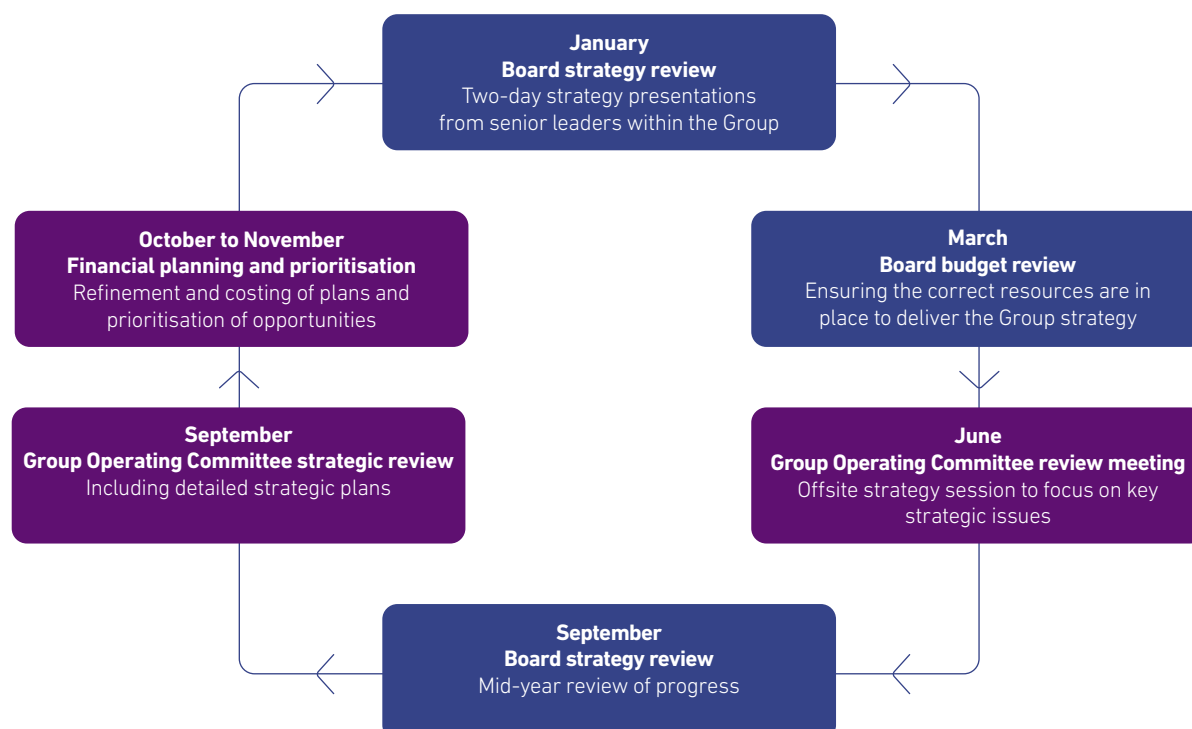 January
Board strategy review
Two-day strategy presentations
from senior leaders within the Group
March
Board budget review
Ensuring the correct resources are in
place to deliver the Group strategy
June
Group Operating Committee review meeting
Offsite strategy session to focus on key
strategic issues
September
Board strategy review
Mid-year review of progress
September
Group Operating Committee strategic review
Including detailed strategic plans
October to November
Financial planning and prioritisation
Refinement and costing of plans and
prioritisation of opportunities